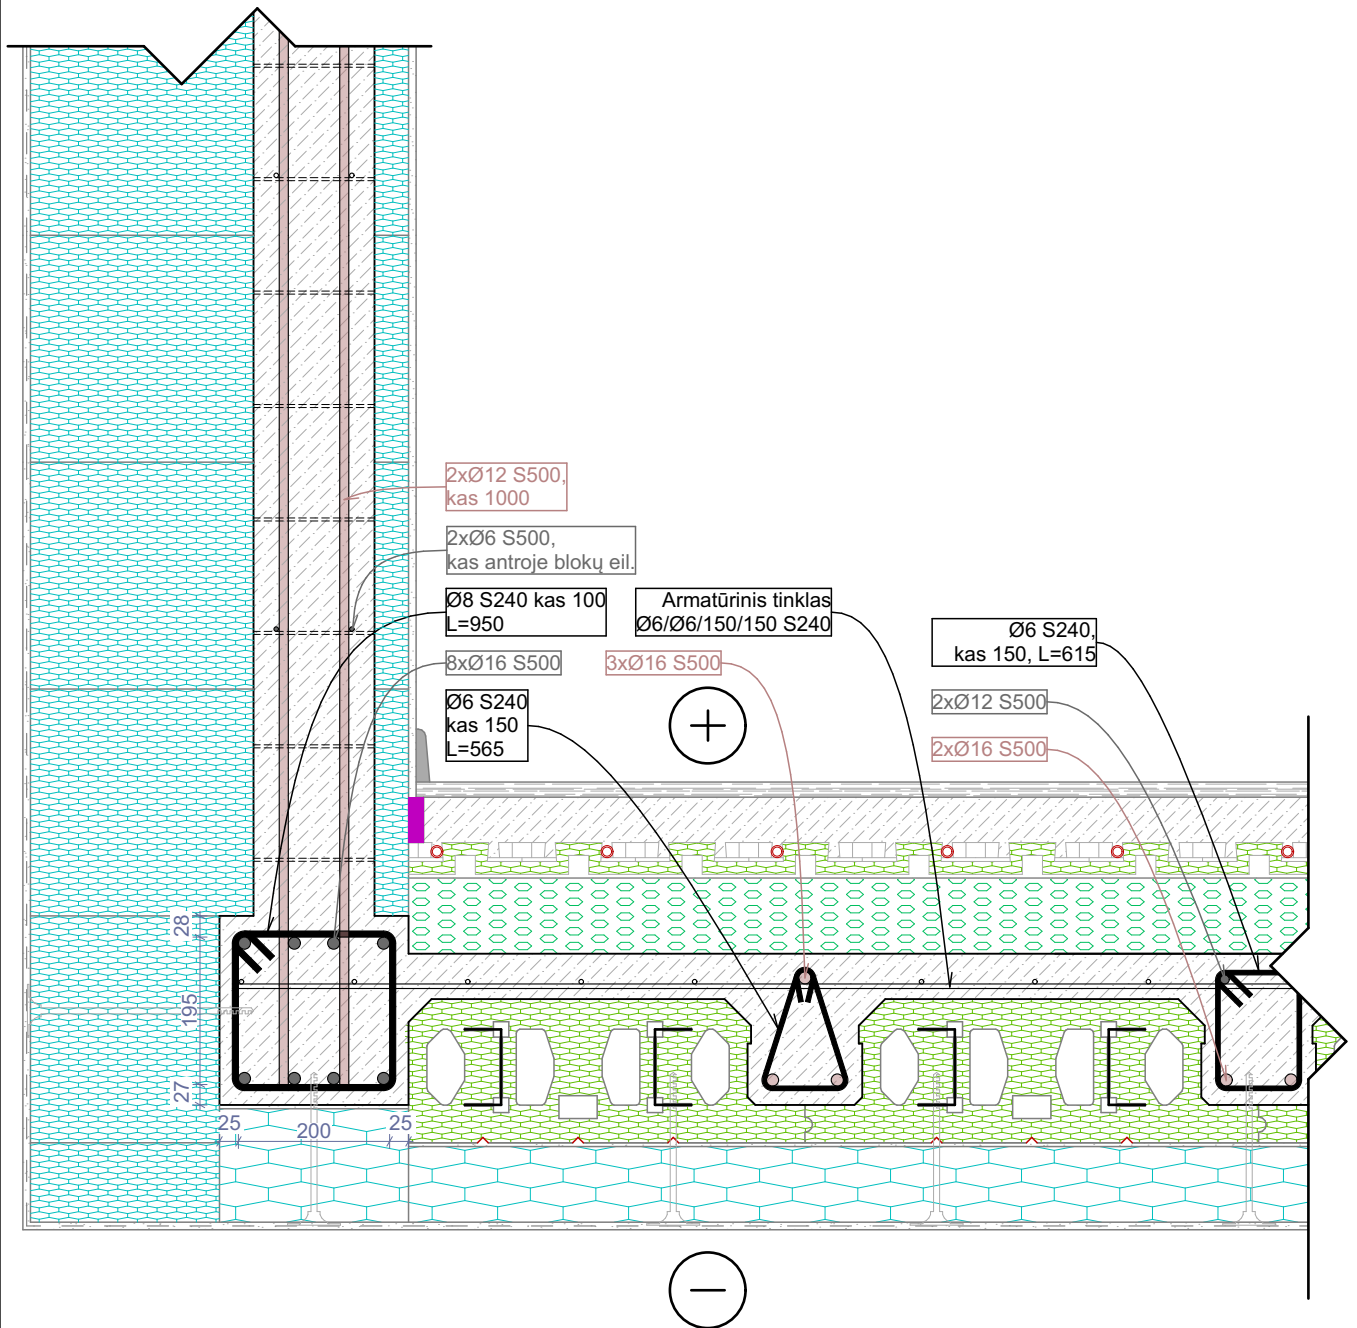 2xØ12 S500,
kas 1000
2xØ6 S500,
kas antroje blokų eil.
Ø8 S240 kas 100
L=950
Armatūrinis tinklas
Ø6/Ø6/150/150 S240
Ø6 S240,
kas 150, L=615
8xØ16 S500
3xØ16 S500
Ø6 S240
kas 150
L=565
2xØ12 S500
2xØ16 S500
28
195
27
25
200
25